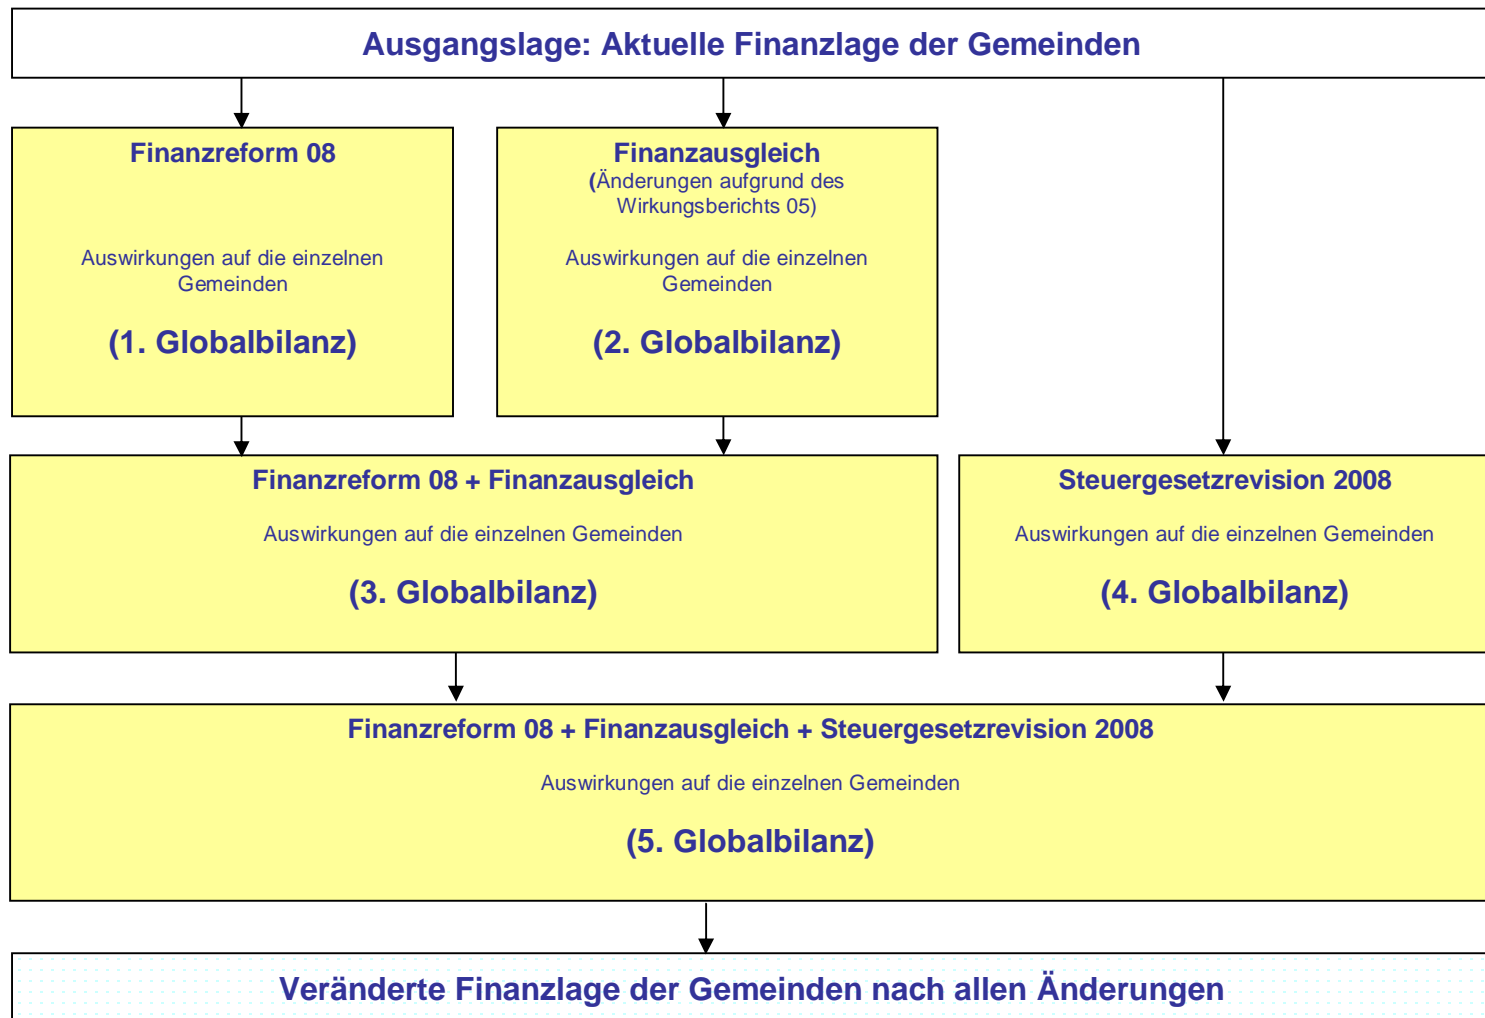 Ausgangslage: Aktuelle Finanzlage der Gemeinden
Finanzreform 08
Auswirkungen auf die einzelnen
Gemeinden
(1. Globalbilanz)
Finanzausgleich
(Änderungen aufgrund des
Wirkungsberichts 05)
Auswirkungen auf die einzelnen
Gemeinden
(2. Globalbilanz)
Finanzreform 08 + Finanzausgleich
Auswirkungen auf die einzelnen Gemeinden
(3. Globalbilanz)
Steuergesetzrevision 2008
Auswirkungen auf die einzelnen Gemeinden
(4. Globalbilanz)
Finanzreform 08 + Finanzausgleich + Steuergesetzrevision 2008
Auswirkungen auf die einzelnen Gemeinden
(5. Globalbilanz)
Veränderte Finanzlage der Gemeinden nach allen Änderungen